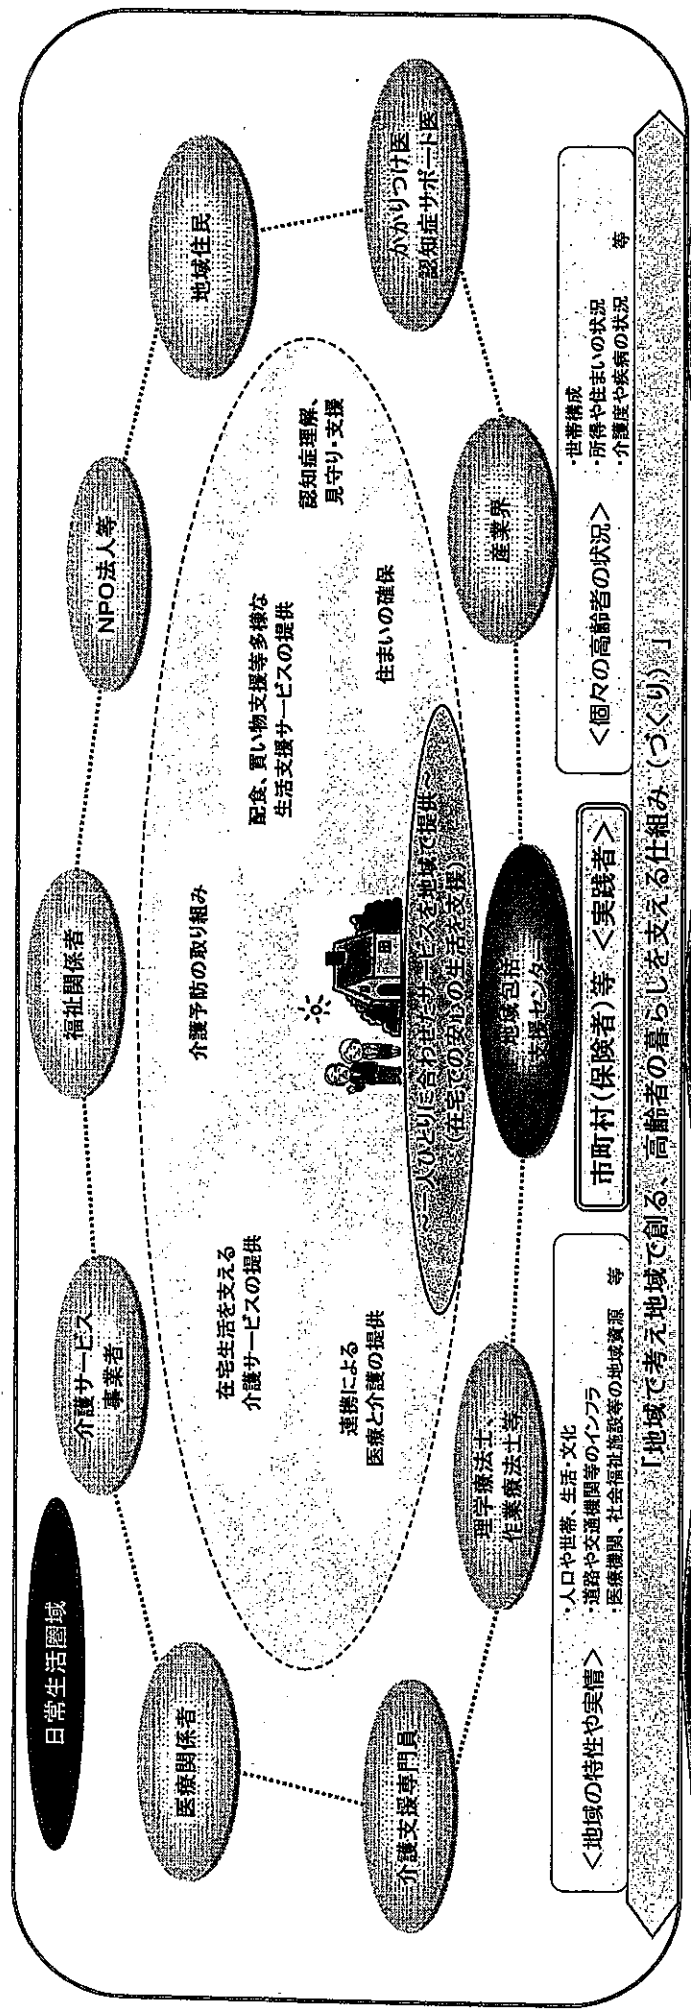 日常生活圏域
医療関係者
介護サービス
事業者
福祉関係者
NPO法人等
地域住民
かかりつけ医
認知症サポート医
産業界
地域包括
支援センター
理学療法士、
作業療法士等
介護支援専門員
在宅生活を支える
介護サービスの提供
介護予防の取り組み
配食、買い物支援等多様な
生活支援サービスの提供
認知症理解、
見守り・支援
連携による
医療と介護の提供
住まいの確保
～一人ひとりに合わせたサービスを地域で提供～
(在宅での安心の生活を支援)
<地域の特性や実情>
・人口や世帯、生活・文化
・道路や交通機関等のインフラ
・医療機関、社会福祉施設等の地域資源 等
市町村(保険者)等 <実践者>
<個々の高齢者の状況>
・世帯構成
・所得や住まいの状況
・介護度や疾病の状況 等
「地域で考え地域で創る、高齢者の暮らしを支える仕組み(づくり)」